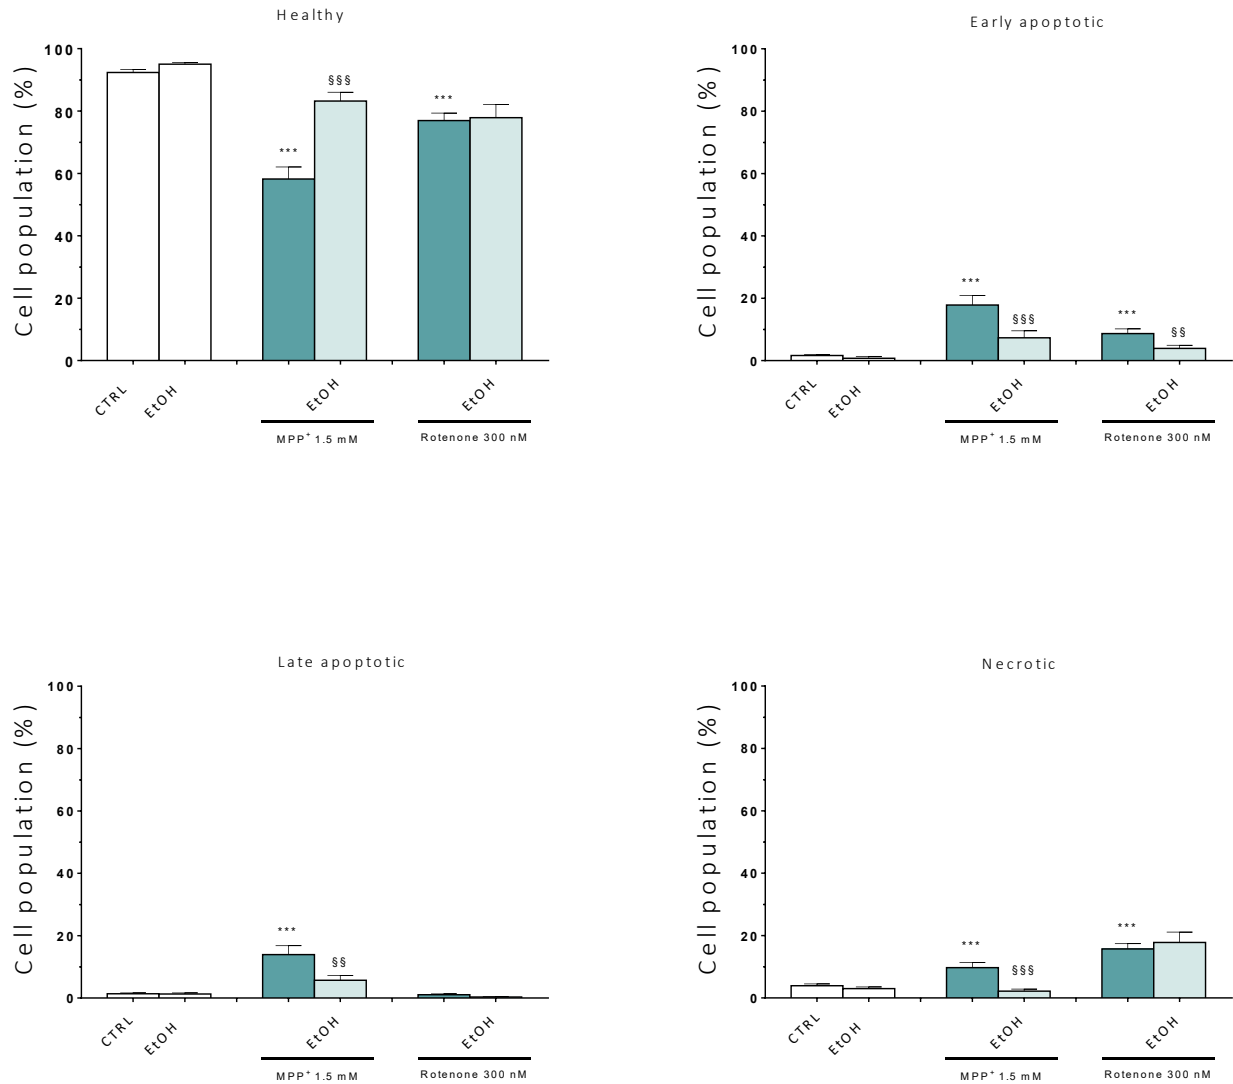 Healthy
Cell population (%)
100
80
60
40
20
0
***
§§§
***
CTRL
EtOH
EtOH
EtOH
MPP+ 1.5 mM
Rotenone 300 nM
Early apoptotic
Cell population (%)
100
80
60
40
20
0
***
§§§
***
§§
CTRL
EtOH
EtOH
EtOH
MPP+ 1.5 mM
Rotenone 300 nM
Late apoptotic
Cell population (%)
100
80
60
40
20
0
***
§§
CTRL
EtOH
EtOH
EtOH
MPP+ 1.5 mM
Rotenone 300 nM
Necrotic
Cell population (%)
100
80
60
40
20
0
***
§§§
***
CTRL
EtOH
EtOH
EtOH
MPP+ 1.5 mM
Rotenone 300 nM